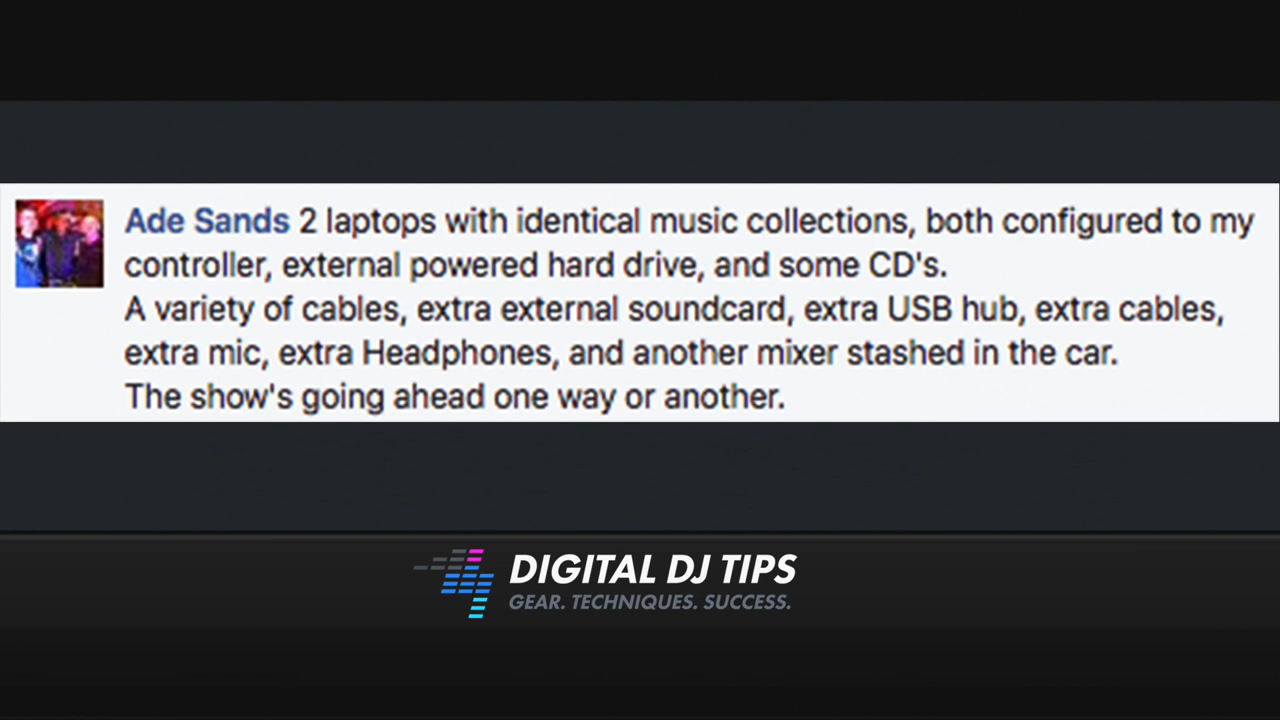 Ade Sands 2 laptops with identical music collections, both configured to my
controller, external powered hard drive, and some CD's.
A variety of cables, extra external soundcard, extra USB hub, extra cables,
extra mic, extra Headphones, and another mixer stashed in the car.
The show's going ahead one way or another.
DIGITAL DJ TIPS
GEAR. TECHNIQUES. SUCCESS.